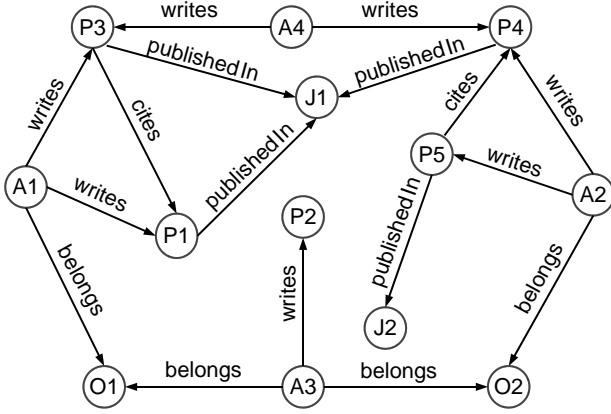 writes writes
P3 A4 P4
publishedIn publishedIn
J1
writes cites cites writes
publishedIn
P5
writes
A1 writes A2
P1 P2
belongs publishedIn belongs
writes
J2
belongs belongs
O1 A3 O2